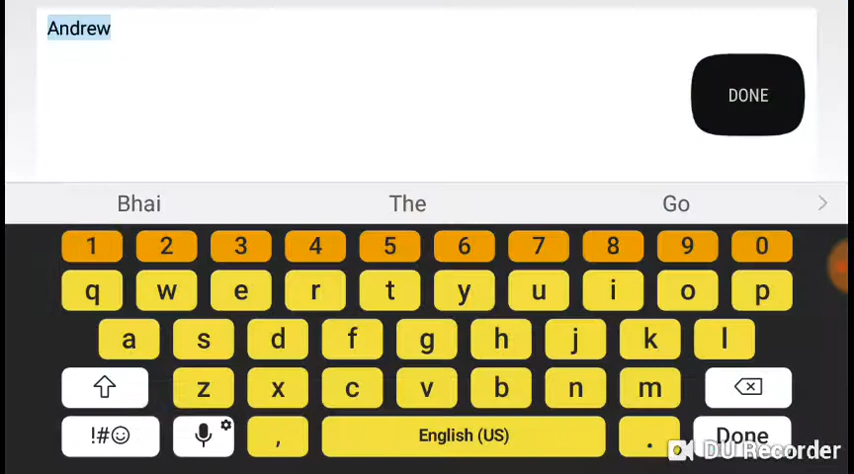 Andrew
DONE
Bhai The Go
1 2 3 4 5 6 7 8 9 0
q w e r t y u i o p
a s d f g h j k l
z x c v b n m
!#☺ , English (US) . Done
DU Recorder